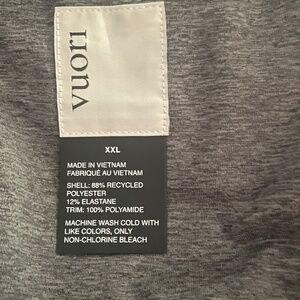 vuori
XXL
MADE IN VIETNAM
FABRIQUÉ AU VIETNAM
SHELL: 88% RECYCLED
POLYESTER
12% ELASTANE
TRIM: 100% POLYAMIDE
MACHINE WASH COLD WITH
LIKE COLORS, ONLY
NON-CHLORINE BLEACH